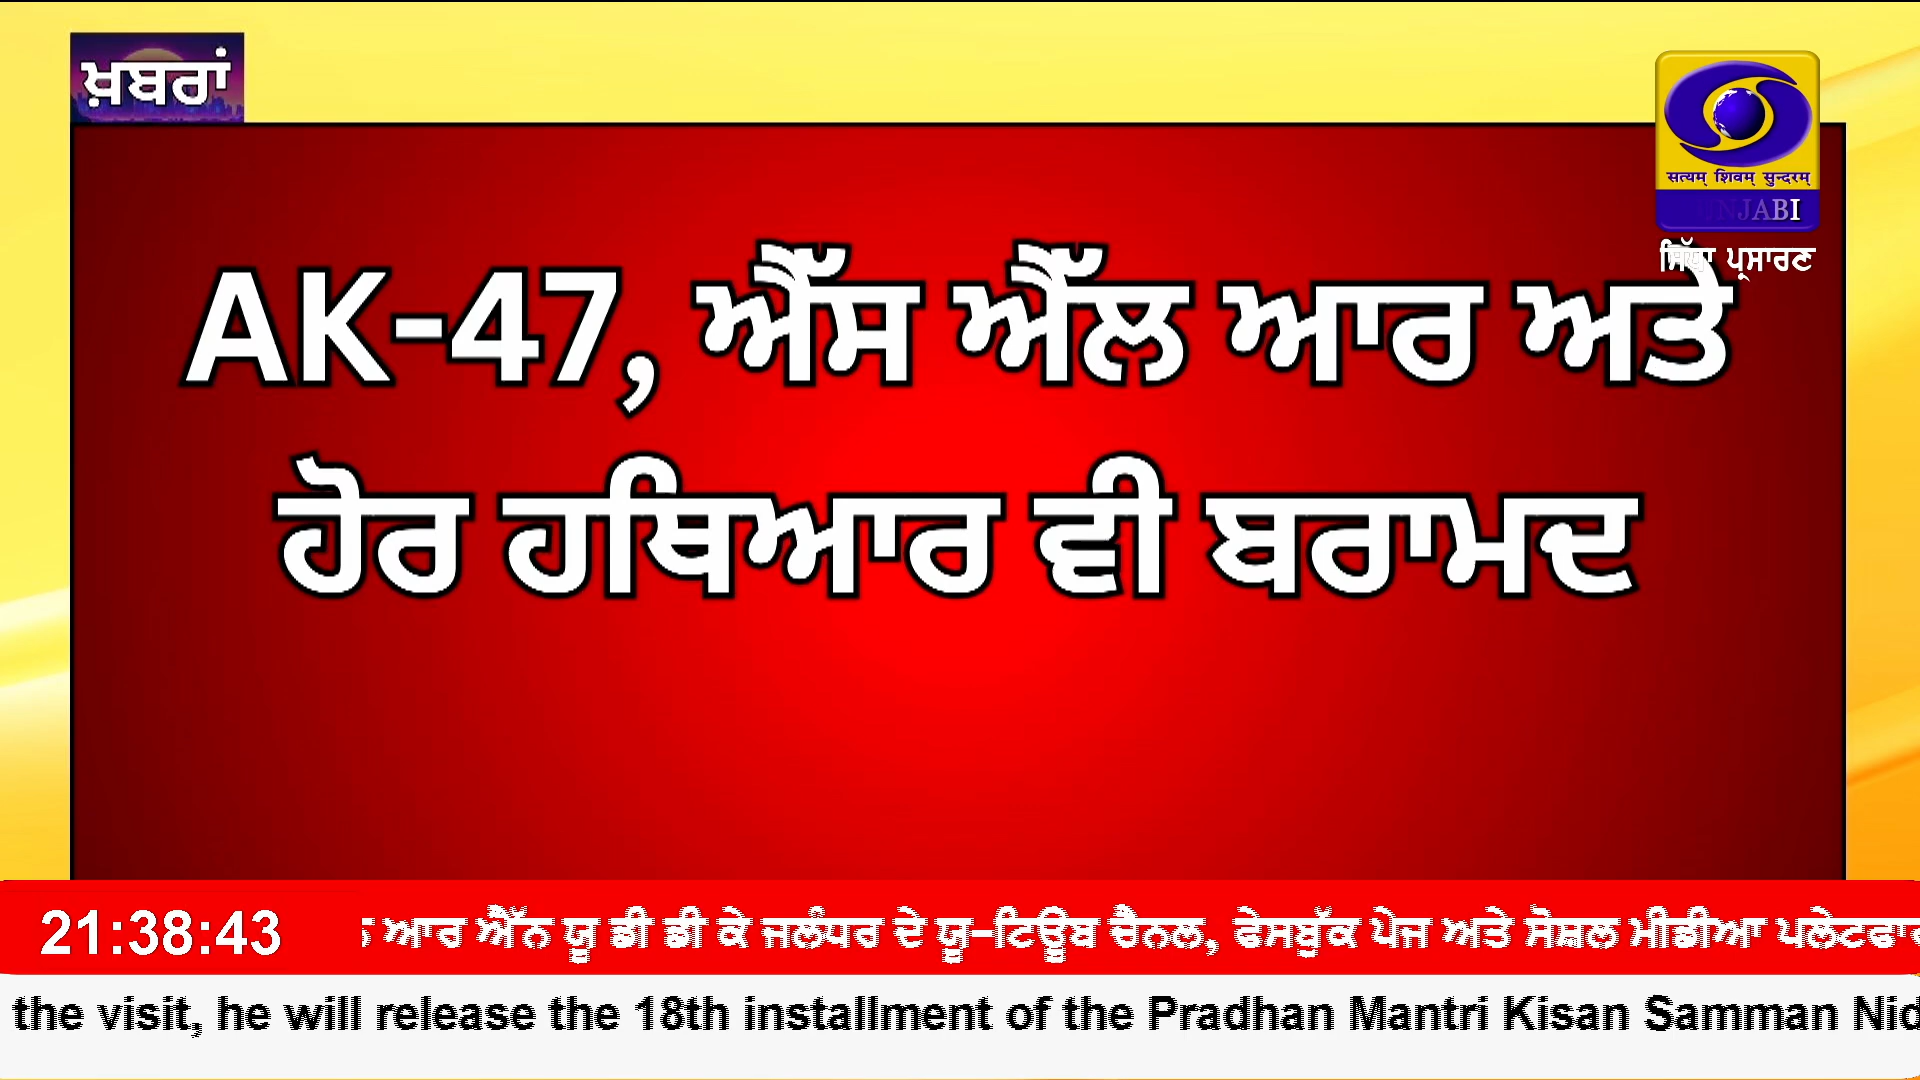 ਖ਼ਬਰਾਂ
सत्यम् शिवम् सुन्दरम्
ਸਿੱਧਾ ਪ੍ਰਸਾਰਣ
AK-47, ਐੱਸ ਐੱਲ ਆਰ ਅਤੇ
ਹੋਰ ਹਥਿਆਰ ਵੀ ਬਰਾਮਦ
21:38:43
ਆਰ ਐੱਨ ਯੂ ਡੀ ਡੀ ਕੇ ਜਲੰਧਰ ਦੇ ਯੂ-ਟਿਊਬ ਚੈਨਲ, ਫੇਸਬੁੱਕ ਪੇਜ ਅਤੇ ਸੋਸ਼ਲ ਮੀਡੀਆ
the visit, he will release the 18th installment of the Pradhan Mantri Kisan Samman